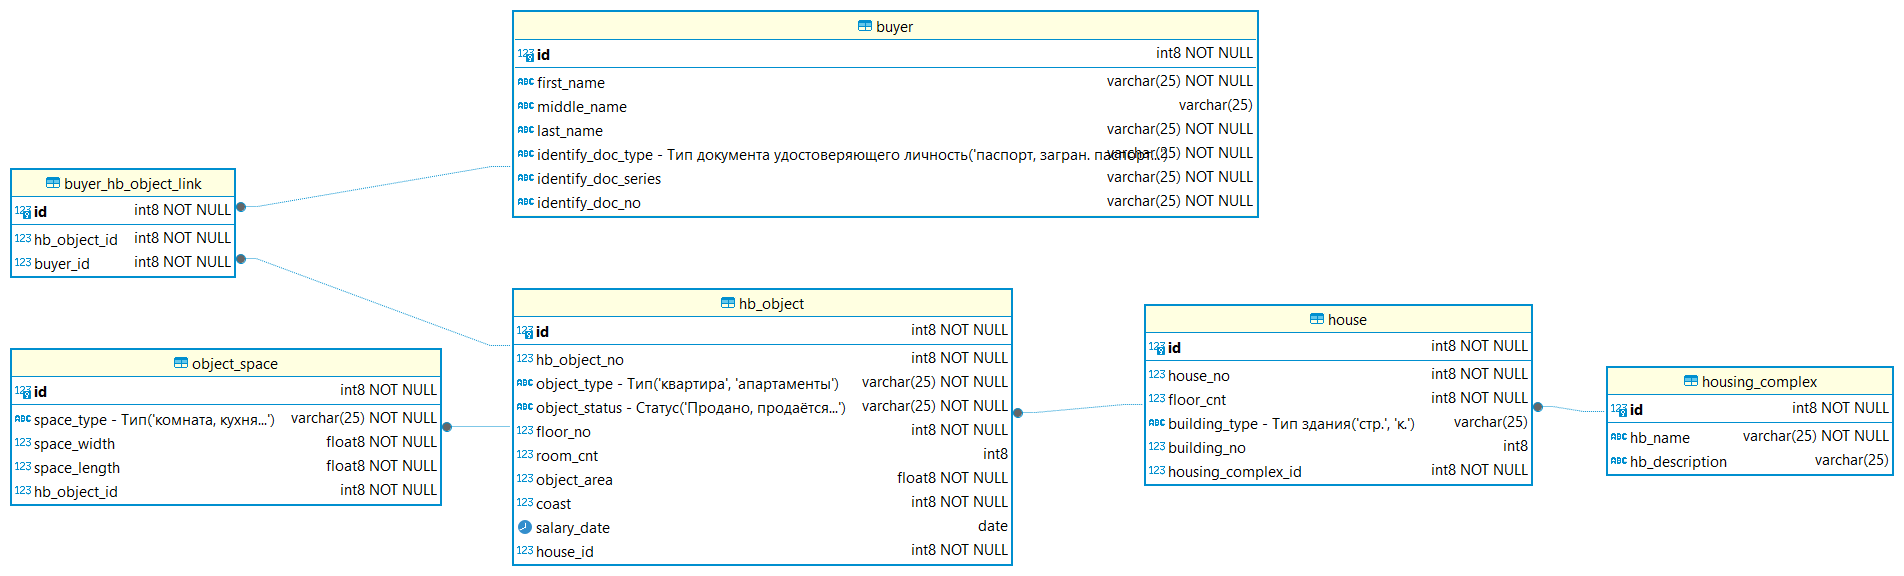 buyer
123 id int8 NOT NULL
ABC first_name varchar(25) NOT NULL
ABC middle_name varchar(25)
ABC last_name varchar(25) NOT NULL
ABC identify_doc_type - Тип документа удостоверяющего личность('паспорт, загран. паспорт...') varchar(25) NOT NULL
ABC identify_doc_series varchar(25) NOT NULL
ABC identify_doc_no varchar(25) NOT NULL
buyer_hb_object_link
123 id int8 NOT NULL
123 hb_object_id int8 NOT NULL
123 buyer_id int8 NOT NULL
object_space
123 id int8 NOT NULL
ABC space_type - Тип('комната, кухня...') varchar(25) NOT NULL
123 space_width float8 NOT NULL
123 space_length float8 NOT NULL
123 hb_object_id int8 NOT NULL
hb_object
123 id int8 NOT NULL
123 hb_object_no int8 NOT NULL
ABC object_type - Тип('квартира', 'апартаменты') varchar(25) NOT NULL
ABC object_status - Статус('Продано, продаётся...') varchar(25) NOT NULL
123 floor_no int8 NOT NULL
123 room_cnt int8
123 object_area float8 NOT NULL
123 coast int8 NOT NULL
salary_date date
123 house_id int8 NOT NULL
house
123 id int8 NOT NULL
123 house_no int8 NOT NULL
123 floor_cnt int8 NOT NULL
ABC building_type - Тип здания('стр.', 'к.') varchar(25)
123 building_no int8
123 housing_complex_id int8 NOT NULL
housing_complex
123 id int8 NOT NULL
ABC hb_name varchar(25) NOT NULL
ABC hb_description varchar(25)